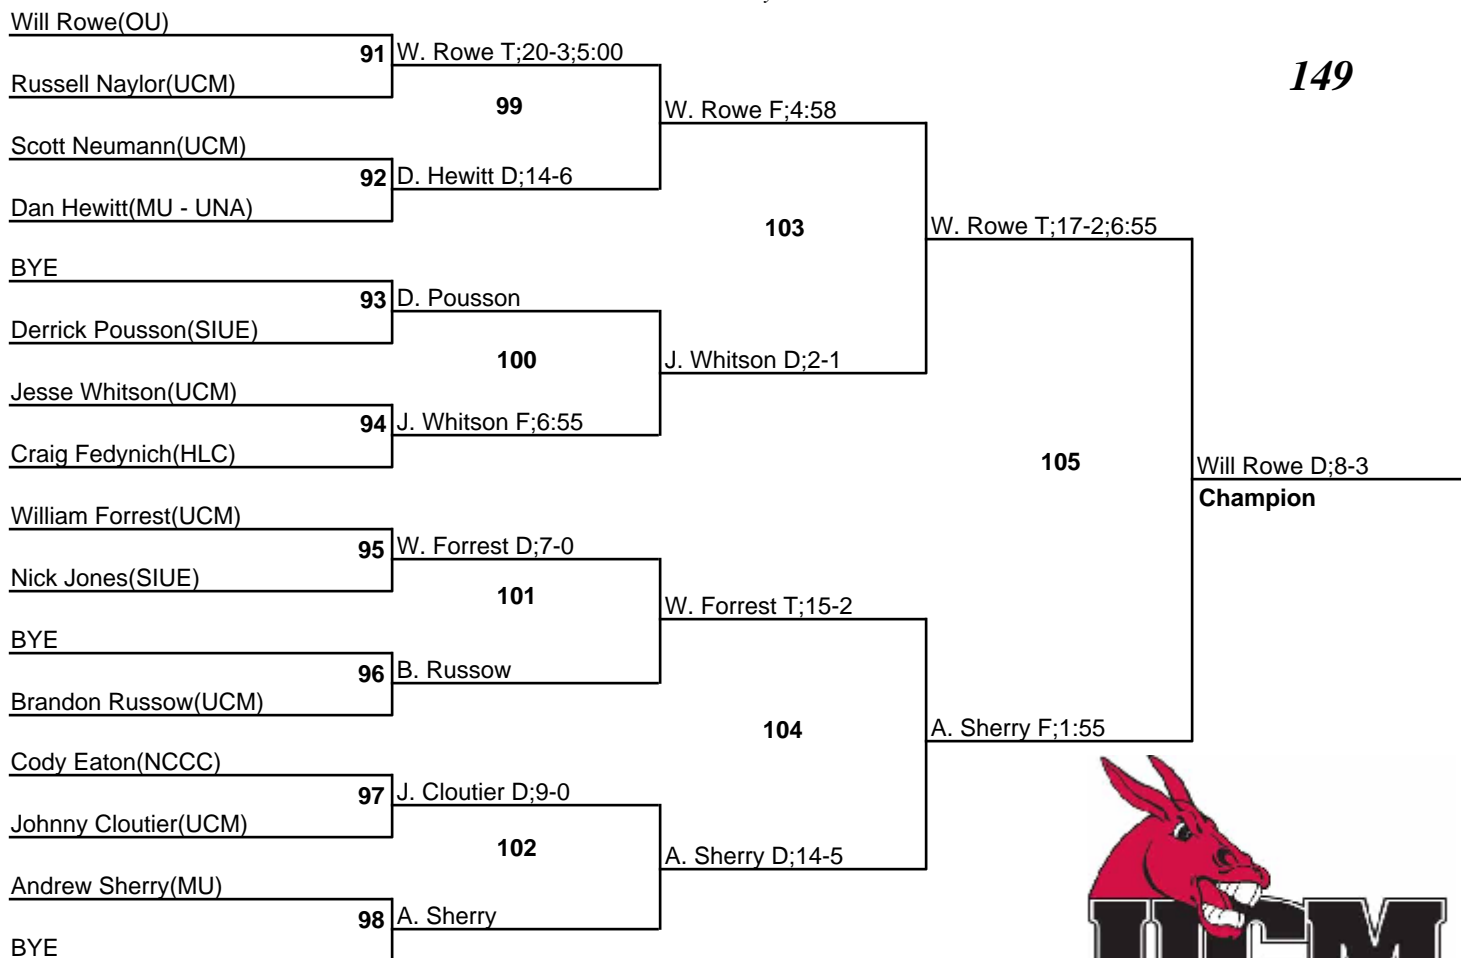 Will Rowe(OU)
91
W. Rowe T;20-3;5:00
Russell Naylor(UCM)
99
W. Rowe F;4:58
149
Scott Neumann(UCM)
92
D. Hewitt D;14-6
Dan Hewitt(MU - UNA)
103
W. Rowe T;17-2;6:55
BYE
93
D. Pousson
Derrick Pousson(SIUE)
100
J. Whitson D;2-1
Jesse Whitson(UCM)
94
J. Whitson F;6:55
Craig Fedynich(HLC)
105
Will Rowe D;8-3
Champion
William Forrest(UCM)
95
W. Forrest D;7-0
Nick Jones(SIUE)
101
W. Forrest T;15-2
BYE
96
B. Russow
Brandon Russow(UCM)
104
A. Sherry F;1:55
Cody Eaton(NCCC)
97
J. Cloutier D;9-0
Johnny Cloutier(UCM)
102
A. Sherry D;14-5
Andrew Sherry(MU)
98
A. Sherry
BYE
UCM